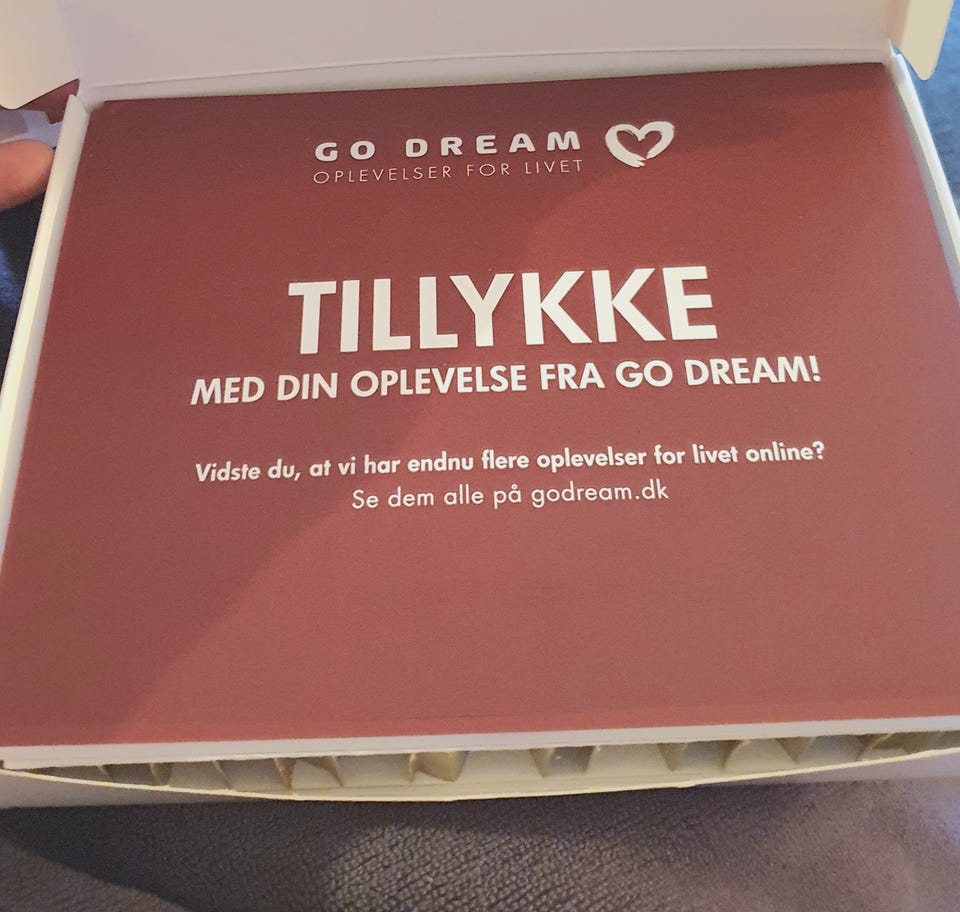 GO DREAM
OPLEVELSER FOR LIVET
TILLYKKE
MED DIN OPLEVELSE FRA GO DREAM!
Vidste du, at vi har endnu flere oplevelser for livet online?
Se dem alle på godream.dk